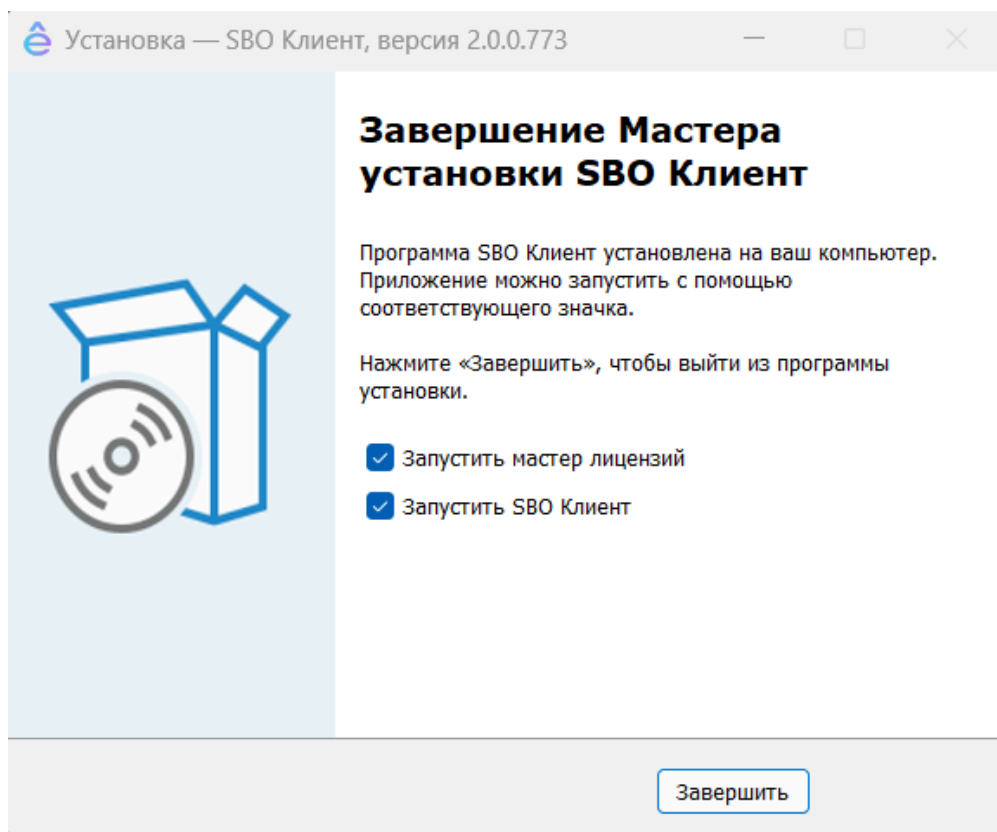 Установка — SBO Клиент, версия 2.0.0.773
Завершение Мастера
установки SBO Клиент
Программа SBO Клиент установлена на ваш компьютер.
Приложение можно запустить с помощью
соответствующего значка.
Нажмите «Завершить», чтобы выйти из программы
установки.
Запустить мастер лицензий
Запустить SBO Клиент
Завершить